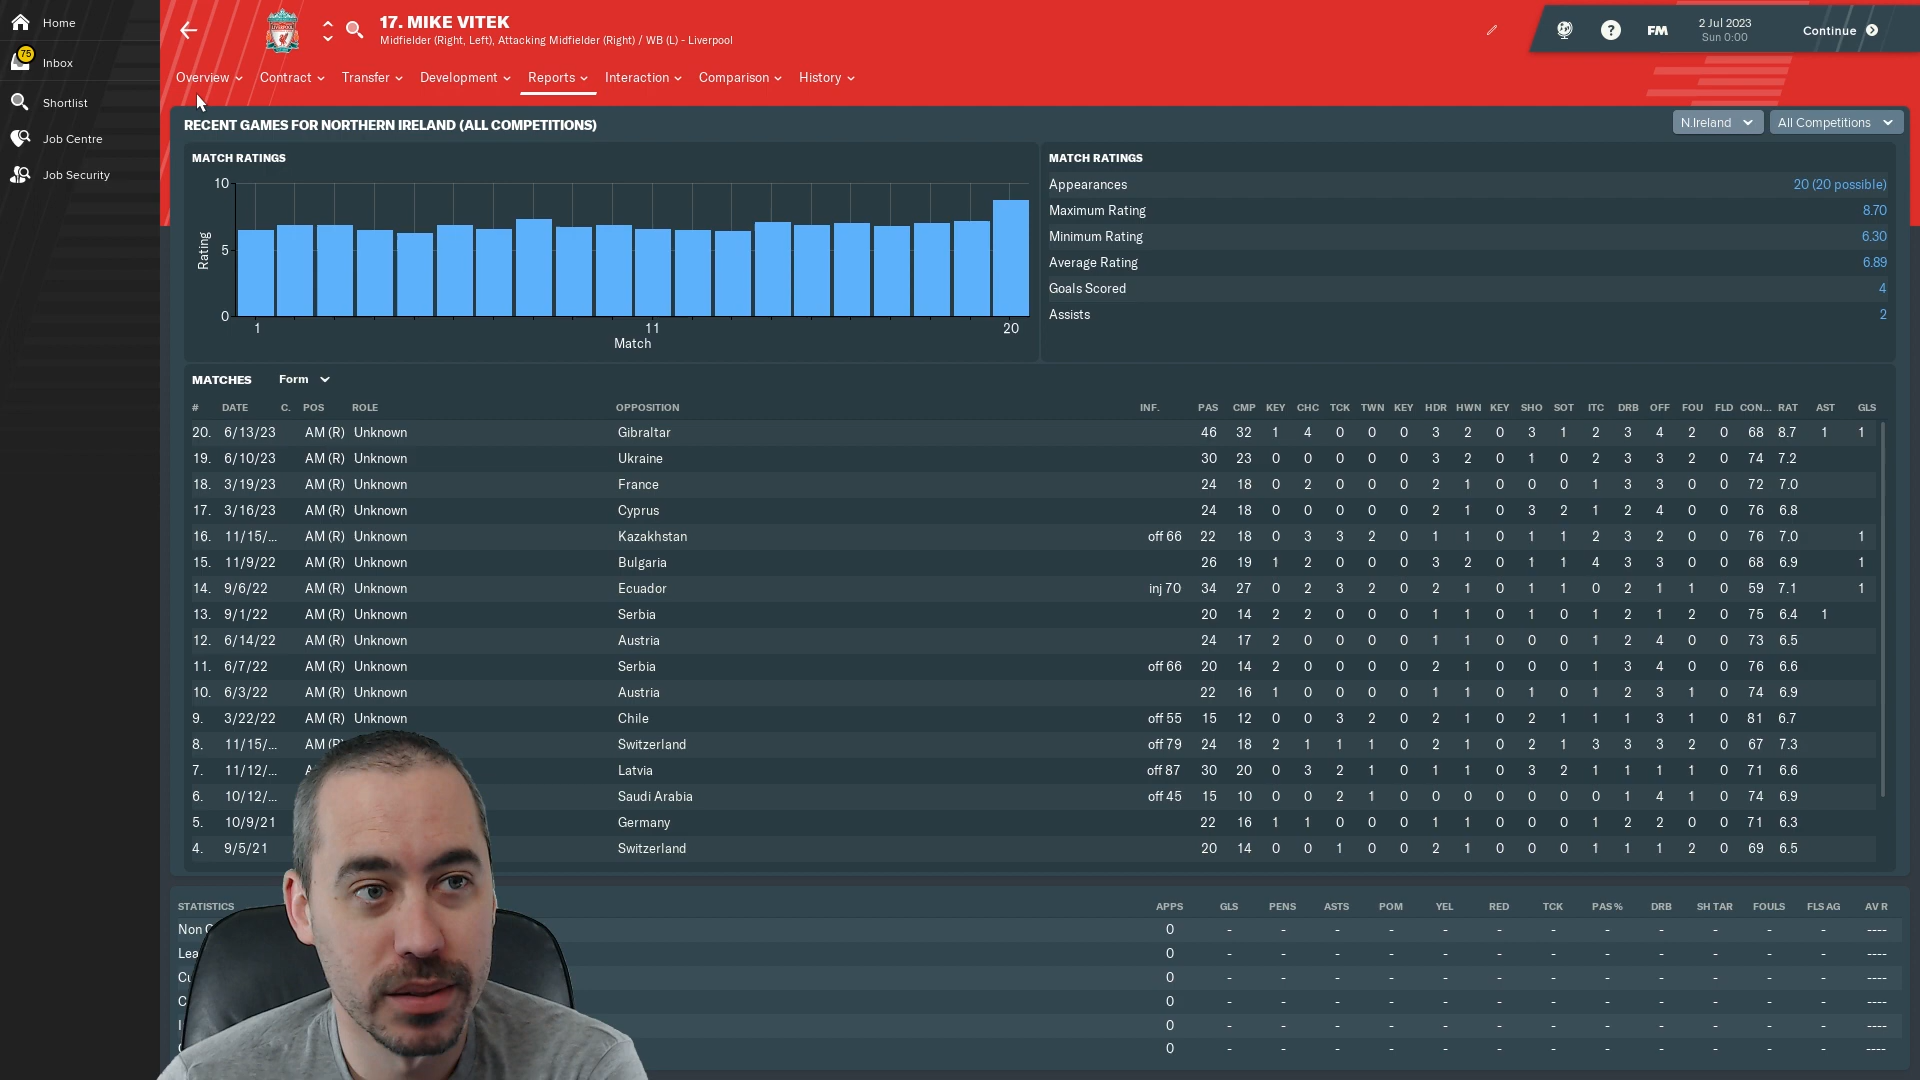 Home
75
Inbox
Shortlist
Job Centre
Job Security
17. MIKE VITEK
Midfielder (Right, Left), Attacking Midfielder (Right) / WB (L) - Liverpool
? FM 2 Jul 2023 Continue
Sun 0:00
Overview Contract Transfer Development Reports Interaction Comparison History
RECENT GAMES FOR NORTHERN IRELAND (ALL COMPETITIONS) N.Ireland All Competitions
MATCH RATINGS
10
5
0
Rating
1 11 20
Match
MATCH RATINGS
Appearances 20 (20 possible)
Maximum Rating 8.70
Minimum Rating 6.30
Average Rating 6.89
Goals Scored 4
Assists 2
MATCHES Form
# DATE C. POS ROLE OPPOSITION INF. PAS CMP KEY CHC TCK TWN KEY HDR HWN KEY SHO SOT ITC DRB OFF FOU FLD CON... RAT AST GLS
20. 6/13/23 AM (R) Unknown Gibraltar 46 32 1 4 0 0 0 3 2 0 3 1 2 3 4 2 0 68 8.7 1 1
19. 6/10/23 AM (R) Unknown Ukraine 30 23 0 0 0 0 0 3 2 0 1 0 2 3 3 2 0 74 7.2
18. 3/19/23 AM (R) Unknown France 24 18 0 2 0 0 0 2 1 0 0 0 1 3 3 0 0 72 7.0
17. 3/16/23 AM (R) Unknown Cyprus 24 18 0 0 0 0 0 2 1 0 3 2 1 2 4 0 0 76 6.8
16. 11/15/... AM (R) Unknown Kazakhstan off 66 22 18 0 3 3 2 0 1 1 0 1 1 2 3 2 0 0 76 7.0 1
15. 11/9/22 AM (R) Unknown Bulgaria 26 19 1 2 0 0 0 3 2 0 1 1 4 3 3 0 0 68 6.9 1
14. 9/6/22 AM (R) Unknown Ecuador inj 70 34 27 0 2 3 2 0 2 1 0 1 1 0 2 1 1 0 59 7.1 1
13. 9/1/22 AM (R) Unknown Serbia 20 14 2 2 0 0 0 1 1 0 1 0 1 2 1 2 0 75 6.4 1
12. 6/14/22 AM (R) Unknown Austria 24 17 2 0 0 0 0 1 1 0 0 0 1 2 4 0 0 73 6.5
11. 6/7/22 AM (R) Unknown Serbia off 66 20 14 2 0 0 0 0 2 1 0 0 0 1 3 4 0 0 76 6.6
10. 6/3/22 AM (R) Unknown Austria 22 16 1 0 0 0 0 1 1 0 1 0 1 2 3 1 0 74 6.9
9. 3/22/22 AM (R) Unknown Chile off 55 15 12 0 0 3 2 0 2 1 0 2 1 1 1 3 1 0 81 6.7
8. 11/15/... AM (R) Switzerland off 79 24 18 2 1 1 1 0 2 1 0 2 1 3 3 3 2 0 67 7.3
7. 11/12/... Latvia off 87 30 20 0 3 2 1 0 1 1 0 3 2 1 1 1 1 0 71 6.6
6. 10/12/... Saudi Arabia off 45 15 10 0 0 2 1 0 0 0 0 0 0 0 1 4 1 0 74 6.9
5. 10/9/21 Germany 22 16 1 1 0 0 0 1 1 0 0 0 1 2 2 0 0 71 6.3
4. 9/5/21 Switzerland 20 14 0 0 1 0 0 2 1 0 0 0 1 1 1 2 0 69 6.5
STATISTICS APPS GLS PENS ASTS POM YEL RED TCK PAS % DRB SH TAR FOULS FLS AG AV R
Non 0 - - - - - - - - - - - - ----
Lea 0 - - - - - - - - - - - - ----
Cu 0 - - - - - - - - - - - - ----
C 0 - - - - - - - - - - - - ----
I 0 - - - - - - - - - - - - ----
0 - - - - - - - - - - - - ----